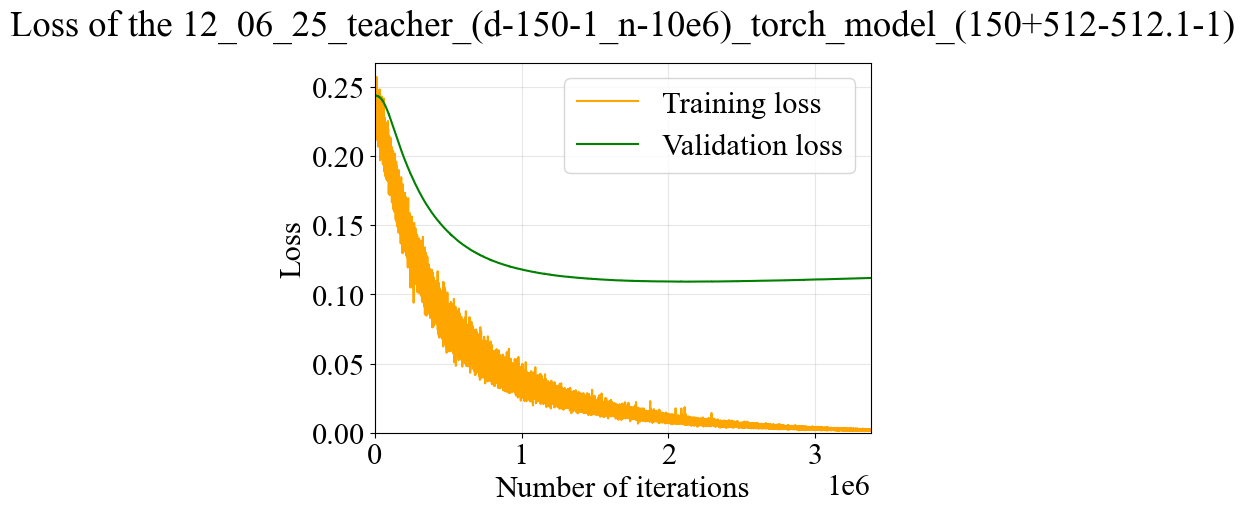 Loss of the 12_06_25_teacher_(d-150-1_n-10e6)_torch_model_(150+512-512.1-1)
Training loss
Validation loss
Loss
0.25
0.20
0.15
0.10
0.05
0.00
0 1 2 3
1e6
Number of iterations